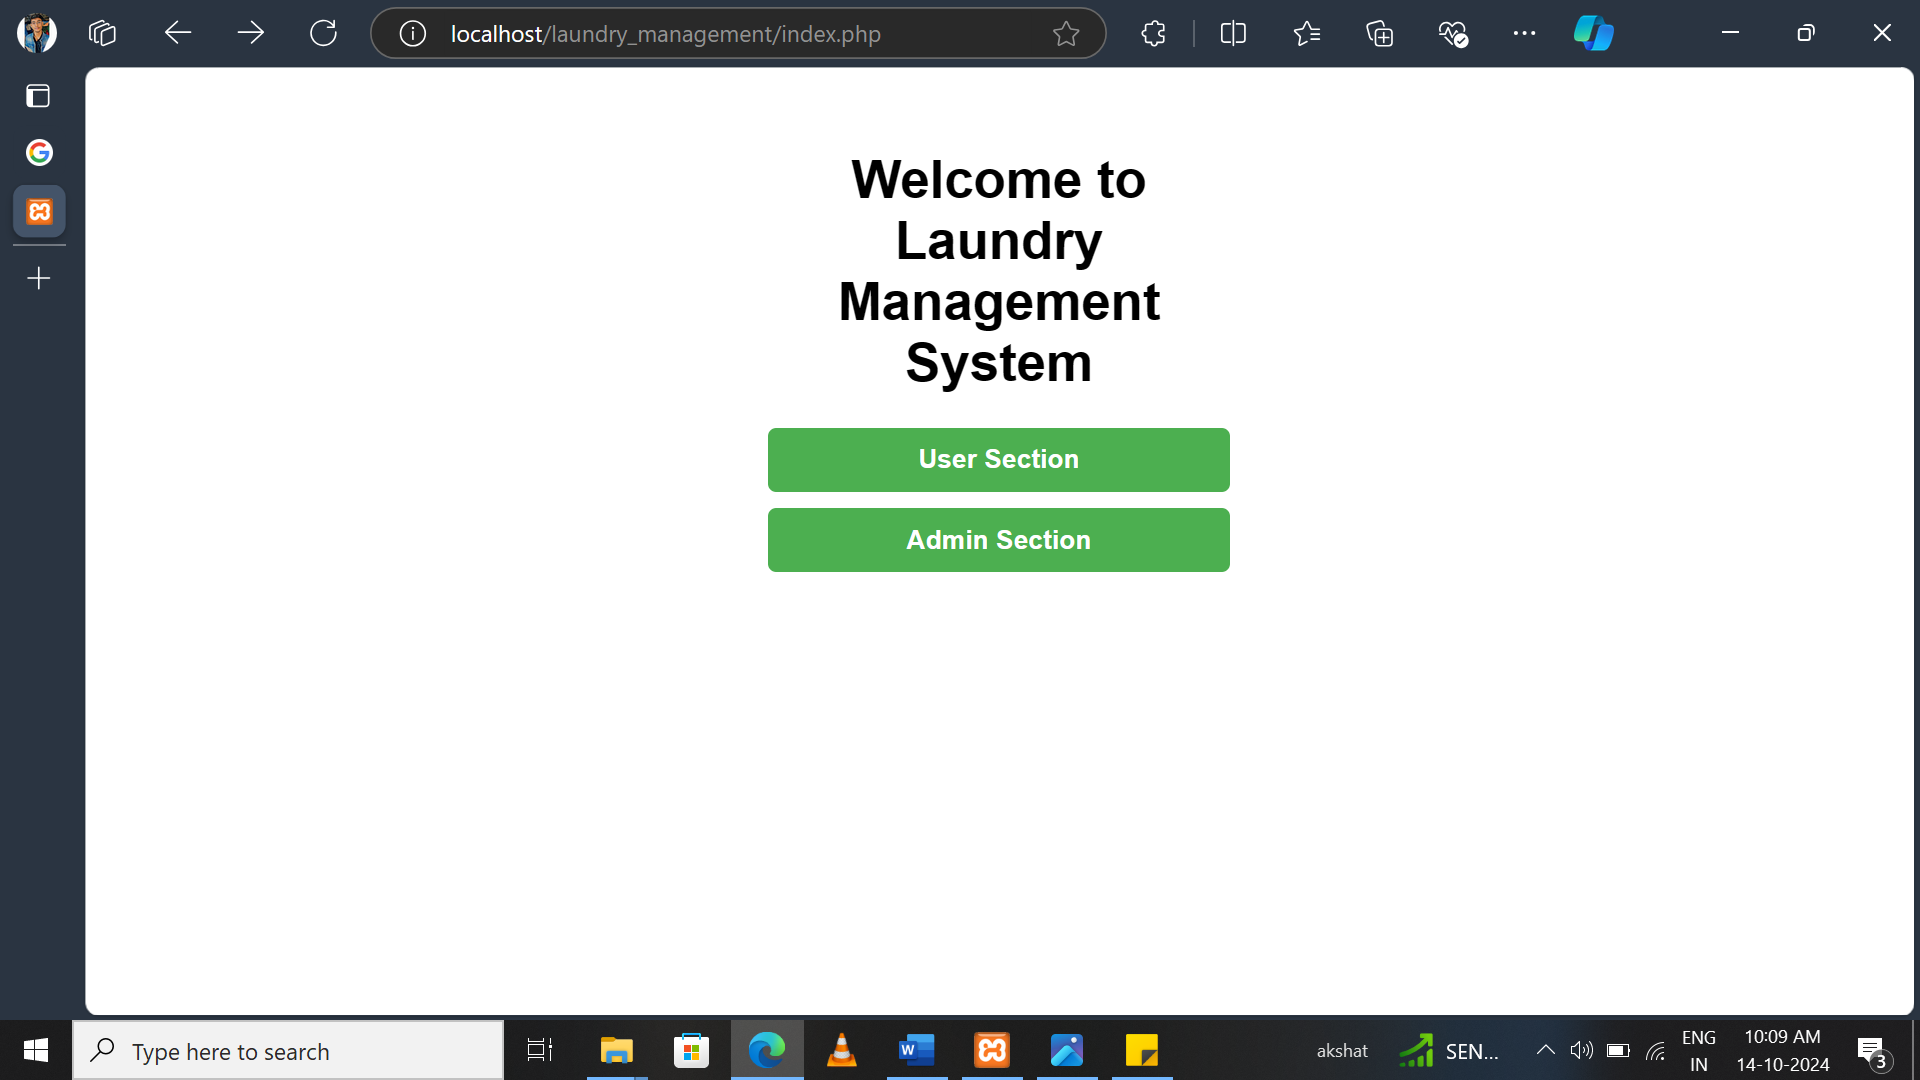 localhost/laundry_management/index.php
Welcome to
Laundry
Management
System
User Section
Admin Section
Type here to search
akshat
SEN...
ENG
IN
10:09 AM
14-10-2024
3